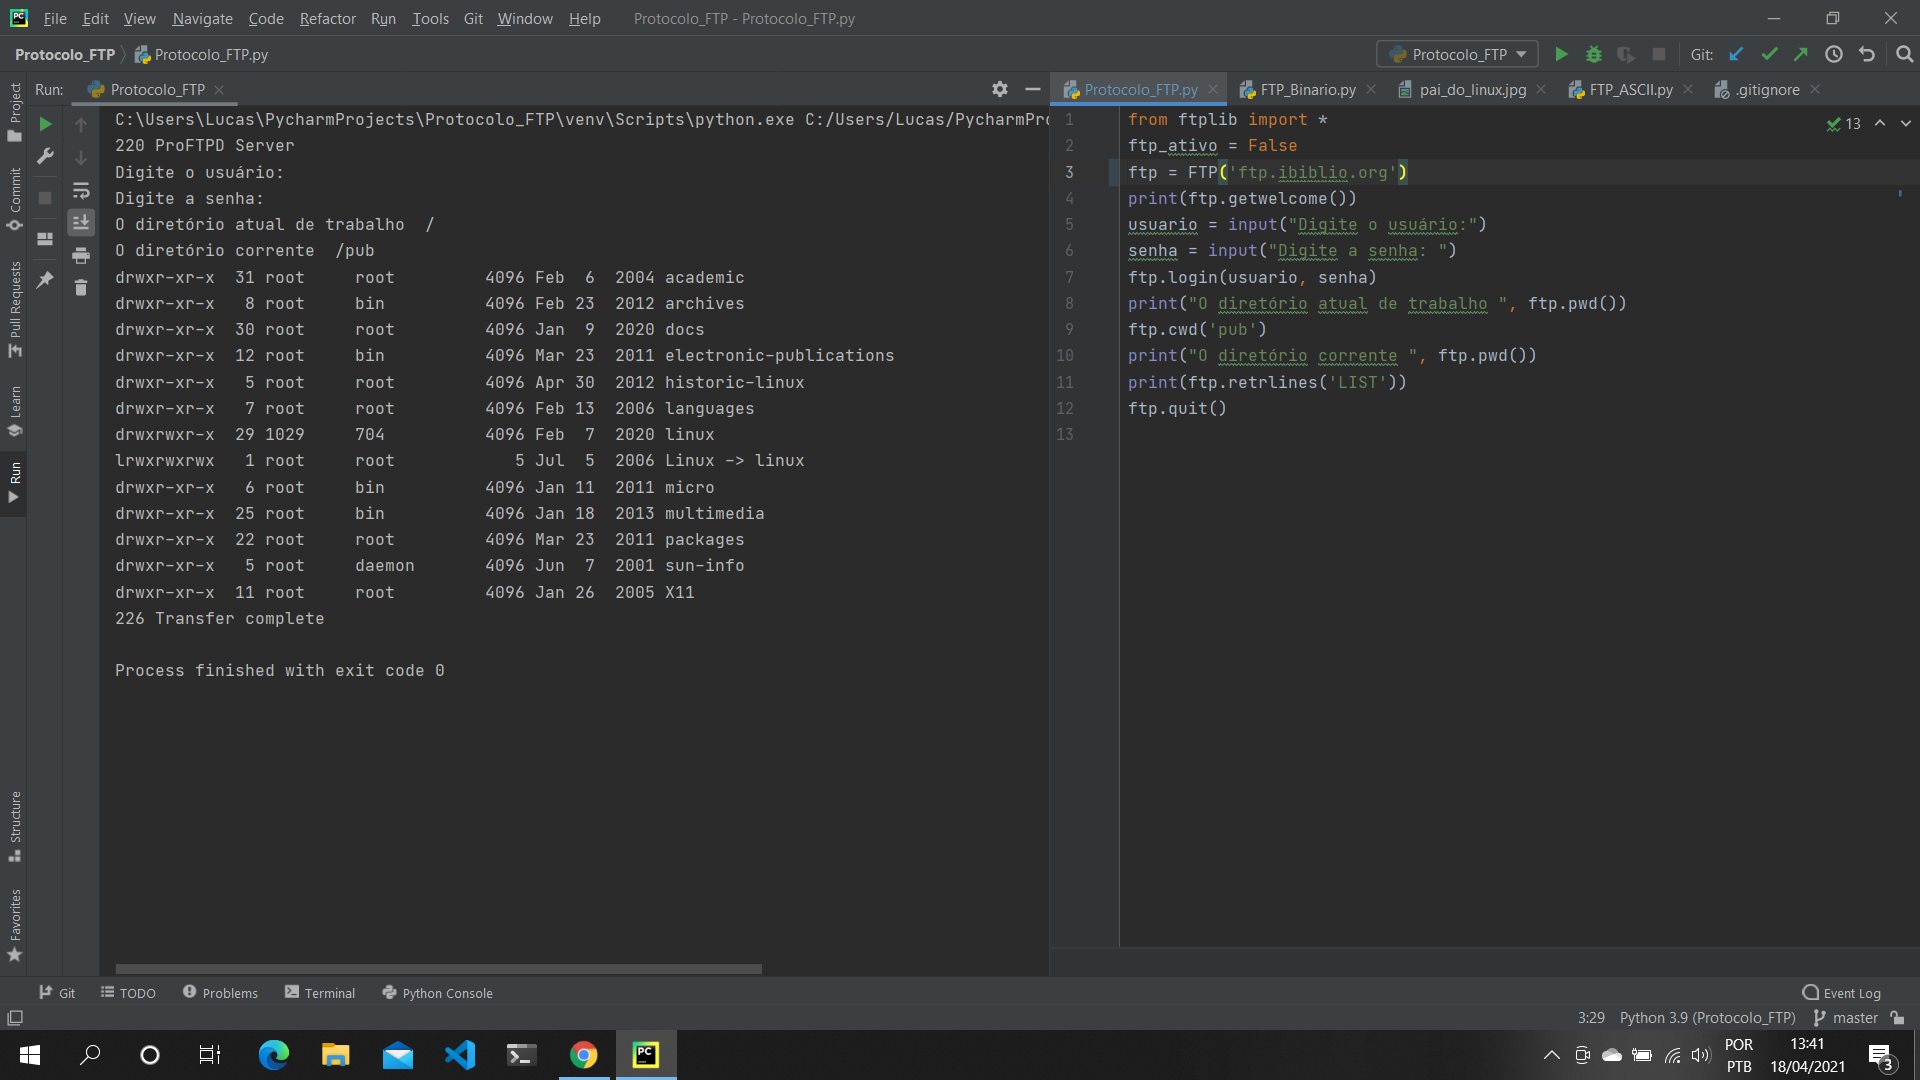 File Edit View Navigate Code Refactor Run Tools Git Window Help Protocolo_FTP - Protocolo_FTP.py
Protocolo_FTP Protocolo_FTP.py Protocolo_FTP Git:
Run: Protocolo_FTP
Protocolo_FTP.py FTP_Binario.py pai_do_linux.jpg FTP_ASCII.py .gitignore
Project
Commit
Pull Requests
Learn
Run
Structure
Favorites
C:\Users\Lucas\PycharmProjects\Protocolo_FTP\venv\Scripts\python.exe C:/Users/Lucas/PycharmPro
220 ProFTPD Server
Digite o usuário:
Digite a senha:
O diretório atual de trabalho  /
O diretório corrente  /pub
drwxr-xr-x  31 root     root         4096 Feb  6  2004 academic
drwxr-xr-x   8 root     bin          4096 Feb 23  2012 archives
drwxr-xr-x  30 root     root         4096 Jan  9  2020 docs
drwxr-xr-x  12 root     bin          4096 Mar 23  2011 electronic-publications
drwxr-xr-x   5 root     root         4096 Apr 30  2012 historic-linux
drwxr-xr-x   7 root     root         4096 Feb 13  2006 languages
drwxrwxr-x  29 1029     704          4096 Feb  7  2020 linux
lrwxrwxrwx   1 root     root            5 Jul  5  2006 Linux -> linux
drwxr-xr-x   6 root     bin          4096 Jan 11  2011 micro
drwxr-xr-x  25 root     bin          4096 Jan 18  2013 multimedia
drwxr-xr-x  22 root     root         4096 Mar 23  2011 packages
drwxr-xr-x   5 root     daemon       4096 Jun  7  2001 sun-info
drwxr-xr-x  11 root     root         4096 Jan 26  2005 X11
226 Transfer complete
Process finished with exit code 0
13
1 from ftplib import *
2 ftp_ativo = False
3 ftp = FTP('ftp.ibiblio.org')
4 print(ftp.getwelcome())
5 usuario = input("Digite o usuário:")
6 senha = input("Digite a senha: ")
7 ftp.login(usuario, senha)
8 print("O diretório atual de trabalho ", ftp.pwd())
9 ftp.cwd('pub')
10 print("O diretório corrente ", ftp.pwd())
11 print(ftp.retrlines('LIST'))
12 ftp.quit()
13
Git TODO Problems Terminal Python Console Event Log
3:29 Python 3.9 (Protocolo_FTP) master
PC
POR
PTB
13:41
18/04/2021
3